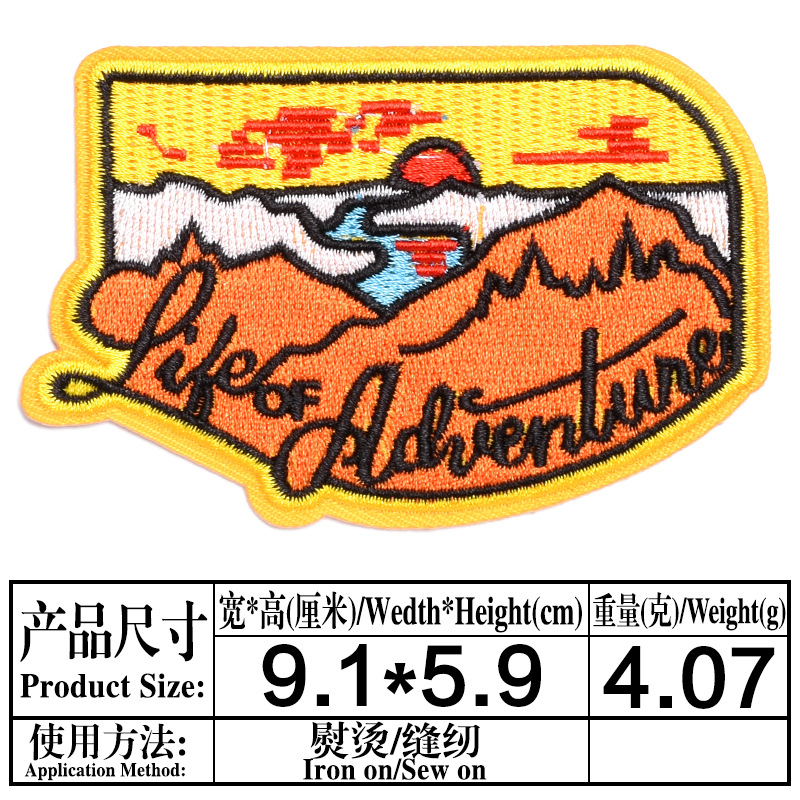 Life OF
Adventure
产品尺寸
Product Size:
宽*高(厘米)/Wedth*Height(cm)
9.1*5.9
重量(克)/Weight(g)
4.07
使用方法:
Application Method:
熨烫/缝纫
Iron on/Sew on